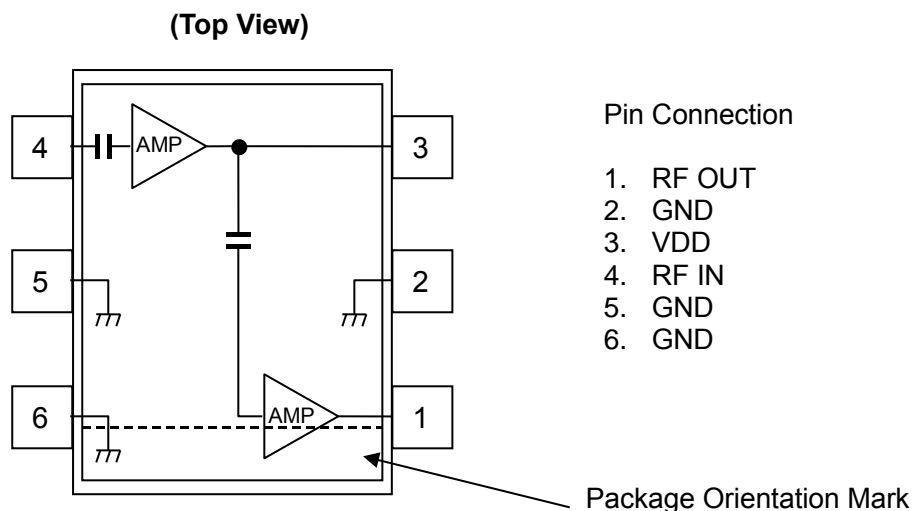 (Top View)
4
AMP
3
5
2
6
AMP
1
Pin Connection
1. RF OUT
2. GND
3. VDD
4. RF IN
5. GND
6. GND
Package Orientation Mark